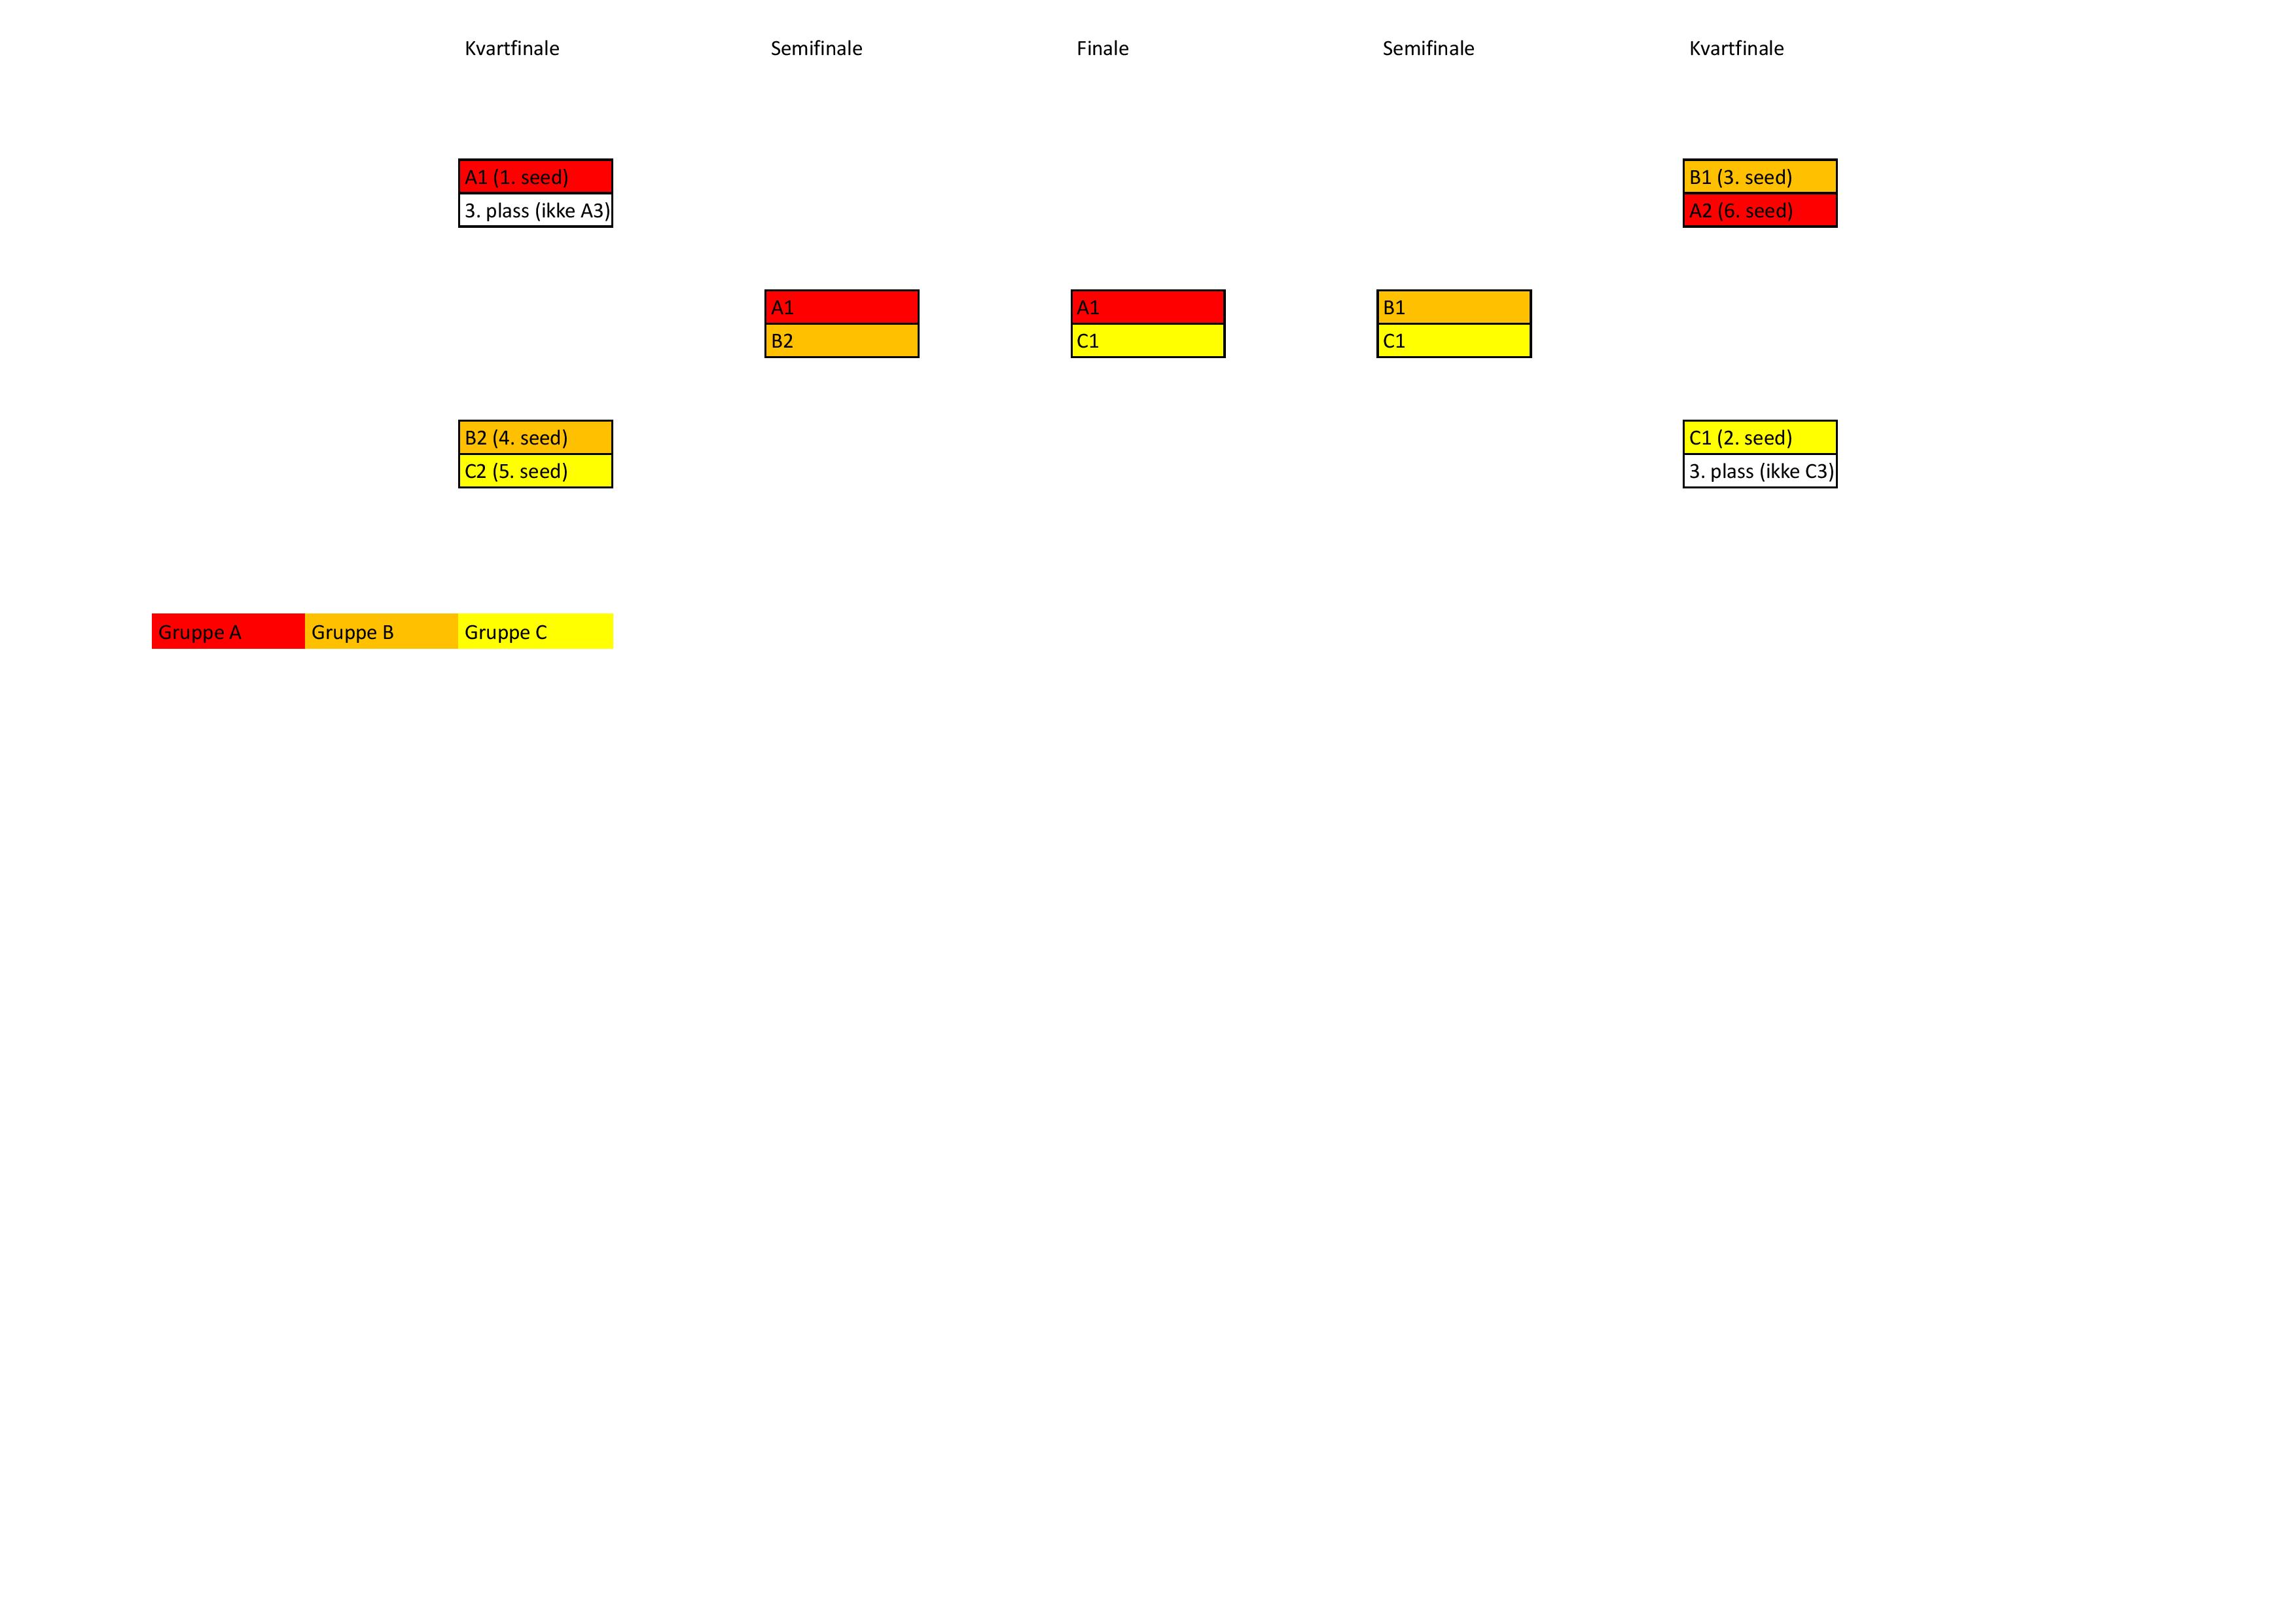 Kvartfinale Semifinale Finale Semifinale Kvartfinale
A1 (1. seed) B1 (3. seed)
3. plass (ikke A3) A2 (6. seed)
A1 A1 B1
B2 C1 C1
B2 (4. seed) C1 (2. seed)
C2 (5. seed) 3. plass (ikke C3)
Gruppe A Gruppe B Gruppe C